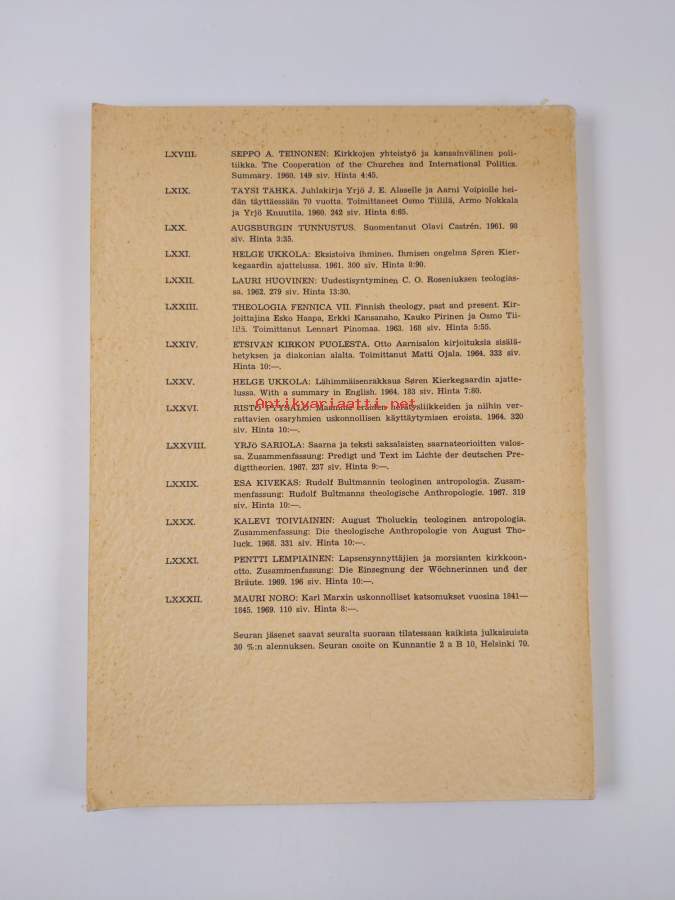 LXVIII. SEPPO A. TEINONEN: Kirkkojen yhteistyö ja kansainvälinen poli-
tiikka. The Cooperation of the Churches and International Politics.
Summary. 1960. 149 siv. Hinta 4:45.
LXIX. TÄYSI TÄHKÄ. Juhlakirja Yrjö J. E. Alaselle ja Aarni Voipiolle hei-
dän täyttäessään 70 vuotta. Toimittaneet Osmo Tiililä, Armo Nokkala
ja Yrjö Knuutila. 1960. 242 siv. Hinta 6:65.
LXX. AUGSBURGIN TUNNUSTUS. Suomentanut Olavi Castrén. 1961. 98
siv. Hinta 3:35.
LXXI. HELGE UKKOLA: Eksistoiva ihminen. Ihmisen ongelma Søren Kier-
kegaardin ajattelussa. 1961. 300 siv. Hinta 8:90.
LXXII. LAURI HUOVINEN: Uudestisyntyminen C. O. Roseniuksen teologias-
sa. 1962. 279 siv. Hinta 13:30.
LXXIII. THEOLOGIA FENNICA VII. Finnish theology, past and present. Kir-
joittajina Esko Haapa, Erkki Kansanaho, Kauko Pirinen ja Osmo Tii-
lilä. Toimittanut Lennart Pinomaa. 1963. 168 siv. Hinta 5:55.
LXXIV. ETSIVÄN KIRKON PUOLESTA. Otto Aarnisalon kirjoituksia sisälä-
hetyksen ja diakonian alalta. Toimittanut Matti Ojala. 1964. 333 siv.
Hinta 10:—.
LXXV. HELGE UKKOLA: Lähimmäisenrakkaus Søren Kierkegaardin ajatte-
lussa. With a summary in English. 1964. 183 siv. Hinta 7:80.
Antikvariaatti.net
LXXVI. RISTO PYYSALO: Maamme eräiden herätysliikkeiden ja niihin ver-
rattavien osaryhmien uskonnollisen käyttäytymisen eroista. 1964. 320
siv. Hinta 10:—.
LXXVIII. YRJÖ SARIOLA: Saarna ja teksti saksalaisten saarnateorioitten valos-
sa. Zusammenfassung: Predigt und Text im Lichte der deutschen Pre-
digttheorien. 1967. 237 siv. Hinta 9:—.
LXXIX. ESA KIVEKÄS: Rudolf Bultmannin teologinen antropologia. Zusam-
menfassung: Rudolf Bultmanns theologische Anthropologie. 1967. 319
siv. Hinta 10:—.
LXXX. KALEVI TOIVIAINEN: August Tholuckin teologinen antropologia.
Zusammenfassung: Die theologische Anthropologie von August Tho-
luck. 1968. 331 siv. Hinta 10:—.
LXXXI. PENTTI LEMPIÄINEN: Lapsensynnyttäjien ja morsianten kirkkoon-
otto. Zusammenfassung: Die Einsegnung der Wöchnerinnen und der
Bräute. 1969. 196 siv. Hinta 10:—.
LXXXII. MAURI NORO: Karl Marxin uskonnolliset katsomukset vuosina 1841—
1845. 1969. 110 siv. Hinta 8:—.
Seuran jäsenet saavat seuralta suoraan tilatessaan kaikista julkaisuista
30 %:n alennuksen. Seuran osoite on Kunnantie 2 a B 10, Helsinki 70.